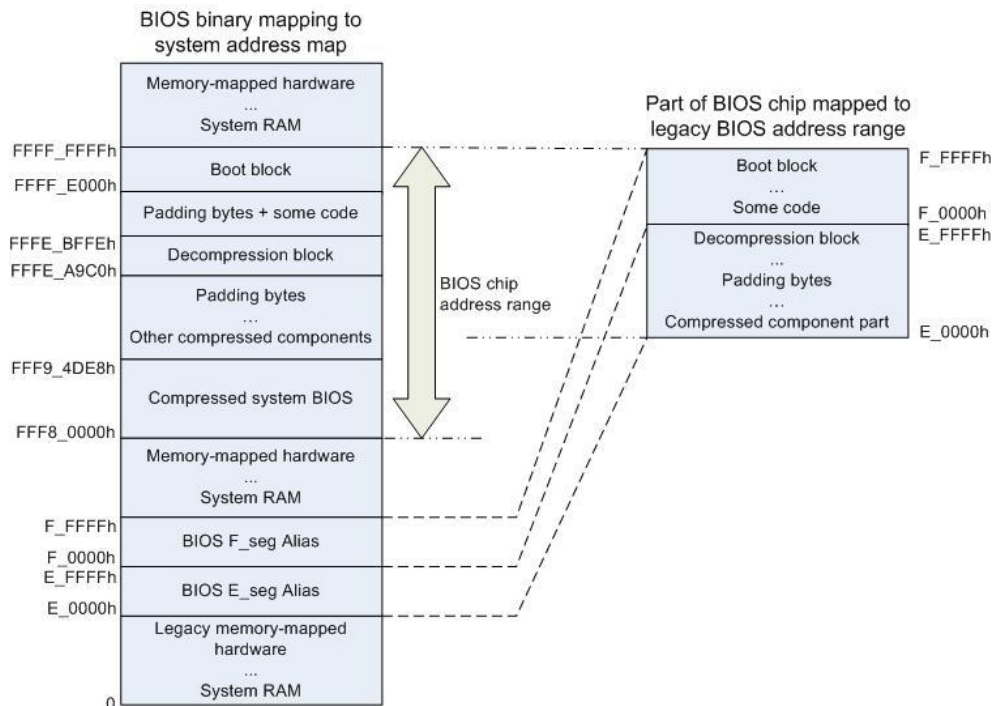 BIOS binary mapping to
system address map
Memory-mapped hardware
...
System RAM
FFFF_FFFFh
Boot block
FFFF_E000h
Padding bytes + some code
FFFE_BFFEh
Decompression block
FFFE_A9C0h
Padding bytes
...
Other compressed components
FFF9_4DE8h
Compressed system BIOS
FFF8_0000h
Memory-mapped hardware
...
System RAM
F_FFFFh
BIOS F_seg Alias
F_0000h
E_FFFFh
BIOS E_seg Alias
E_0000h
Legacy memory-mapped
hardware
...
System RAM
0
BIOS chip
address range
Part of BIOS chip mapped to
legacy BIOS address range
F_FFFFh
Boot block
...
Some code
F_0000h
E_FFFFh
Decompression block
...
Padding bytes
...
Compressed component part
E_0000h